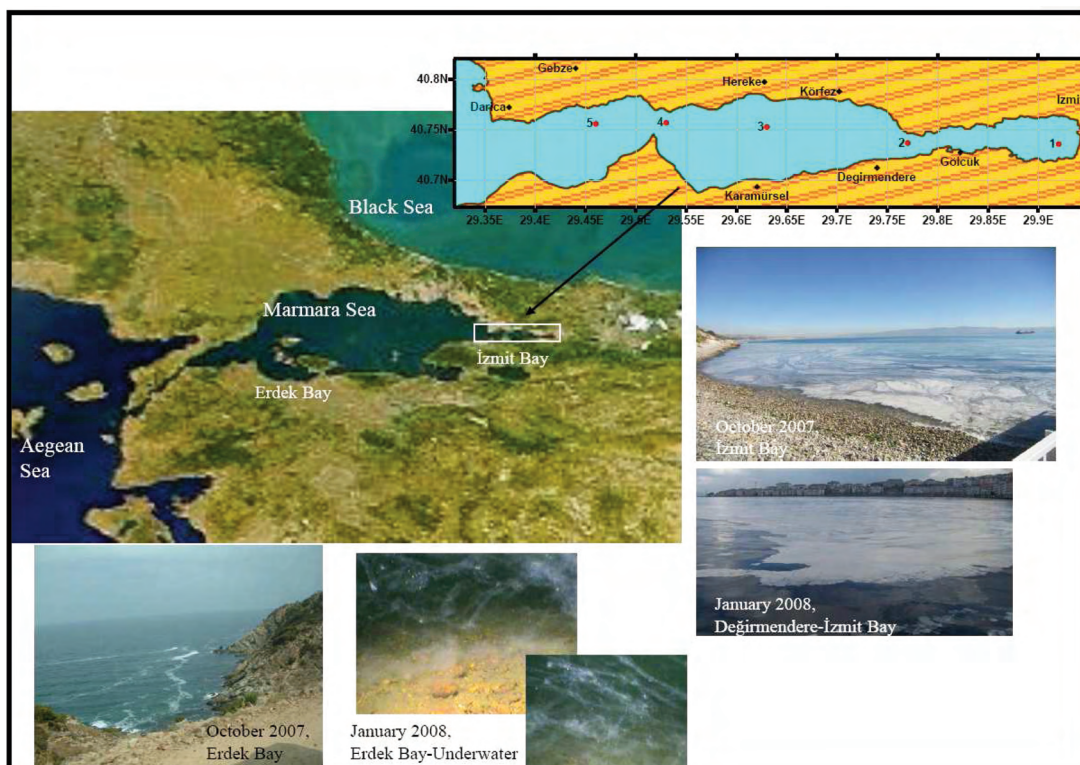 40.8N
40.75N
40.7N
Gebze
Darıca
Hereke
Körfez
Izmit
5
4
3
2
1
Gölcük
Degirmendere
Karamürsel
29.35E 29.4E 29.45E 29.5E 29.55E 29.6E 29.65E 29.7E 29.75E 29.8E 29.85E 29.9E
Black Sea
Marmara Sea
İzmit Bay
Erdek Bay
Aegean
Sea
October 2007,
İzmit Bay
January 2008,
Değirmendere-İzmit Bay
October 2007,
Erdek Bay
January 2008,
Erdek Bay-Underwater